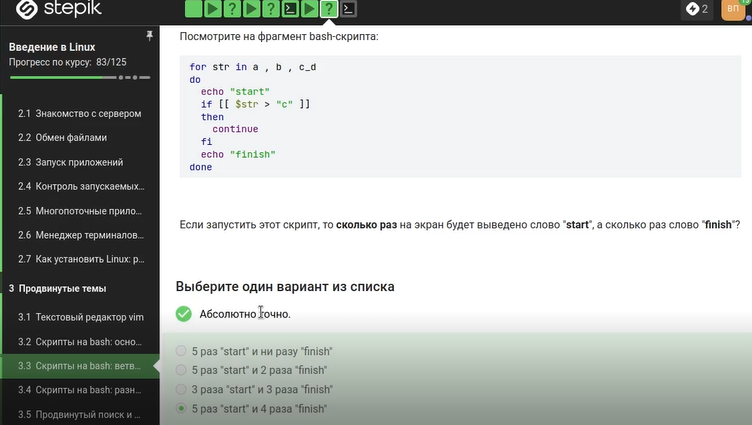 stepik
2
ВП
Введение в Linux
Прогресс по курсу: 83/125
2.1 Знакомство с сервером
2.2 Обмен файлами
2.3 Запуск приложений
2.4 Контроль запускаемых...
2.5 Многопоточные прило...
2.6 Менеджер терминалов...
2.7 Как установить Linux: р...
3 Продвинутые темы
3.1 Текстовый редактор vim
3.2 Скрипты на bash: осно...
3.3 Скрипты на bash: ветв...
3.4 Скрипты на bash: разн...
3.5 Продвинутый поиск и ...
Посмотрите на фрагмент bash-скрипта:
for str in a , b , c_d
do
echo "start"
if [[ $str > "c" ]]
then
continue
fi
echo "finish"
done
Если запустить этот скрипт, то сколько раз на экран будет выведено слово "start", а сколько раз слово "finish"?
Выберите один вариант из списка
Абсолютно точно.
5 раз "start" и ни разу "finish"
5 раз "start" и 2 раза "finish"
3 раза "start" и 3 раза "finish"
5 раз "start" и 4 раза "finish"